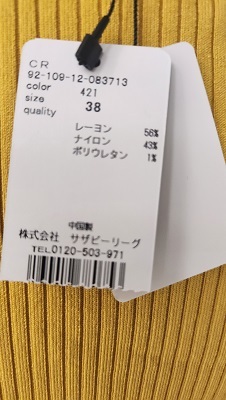 CR
92-109-12-083713
color 421
size 38
quality
レーヨン 56%
ナイロン 43%
ポリウレタン 1%
中国製
株式会社 サザビーリーグ
TEL0120-503-971